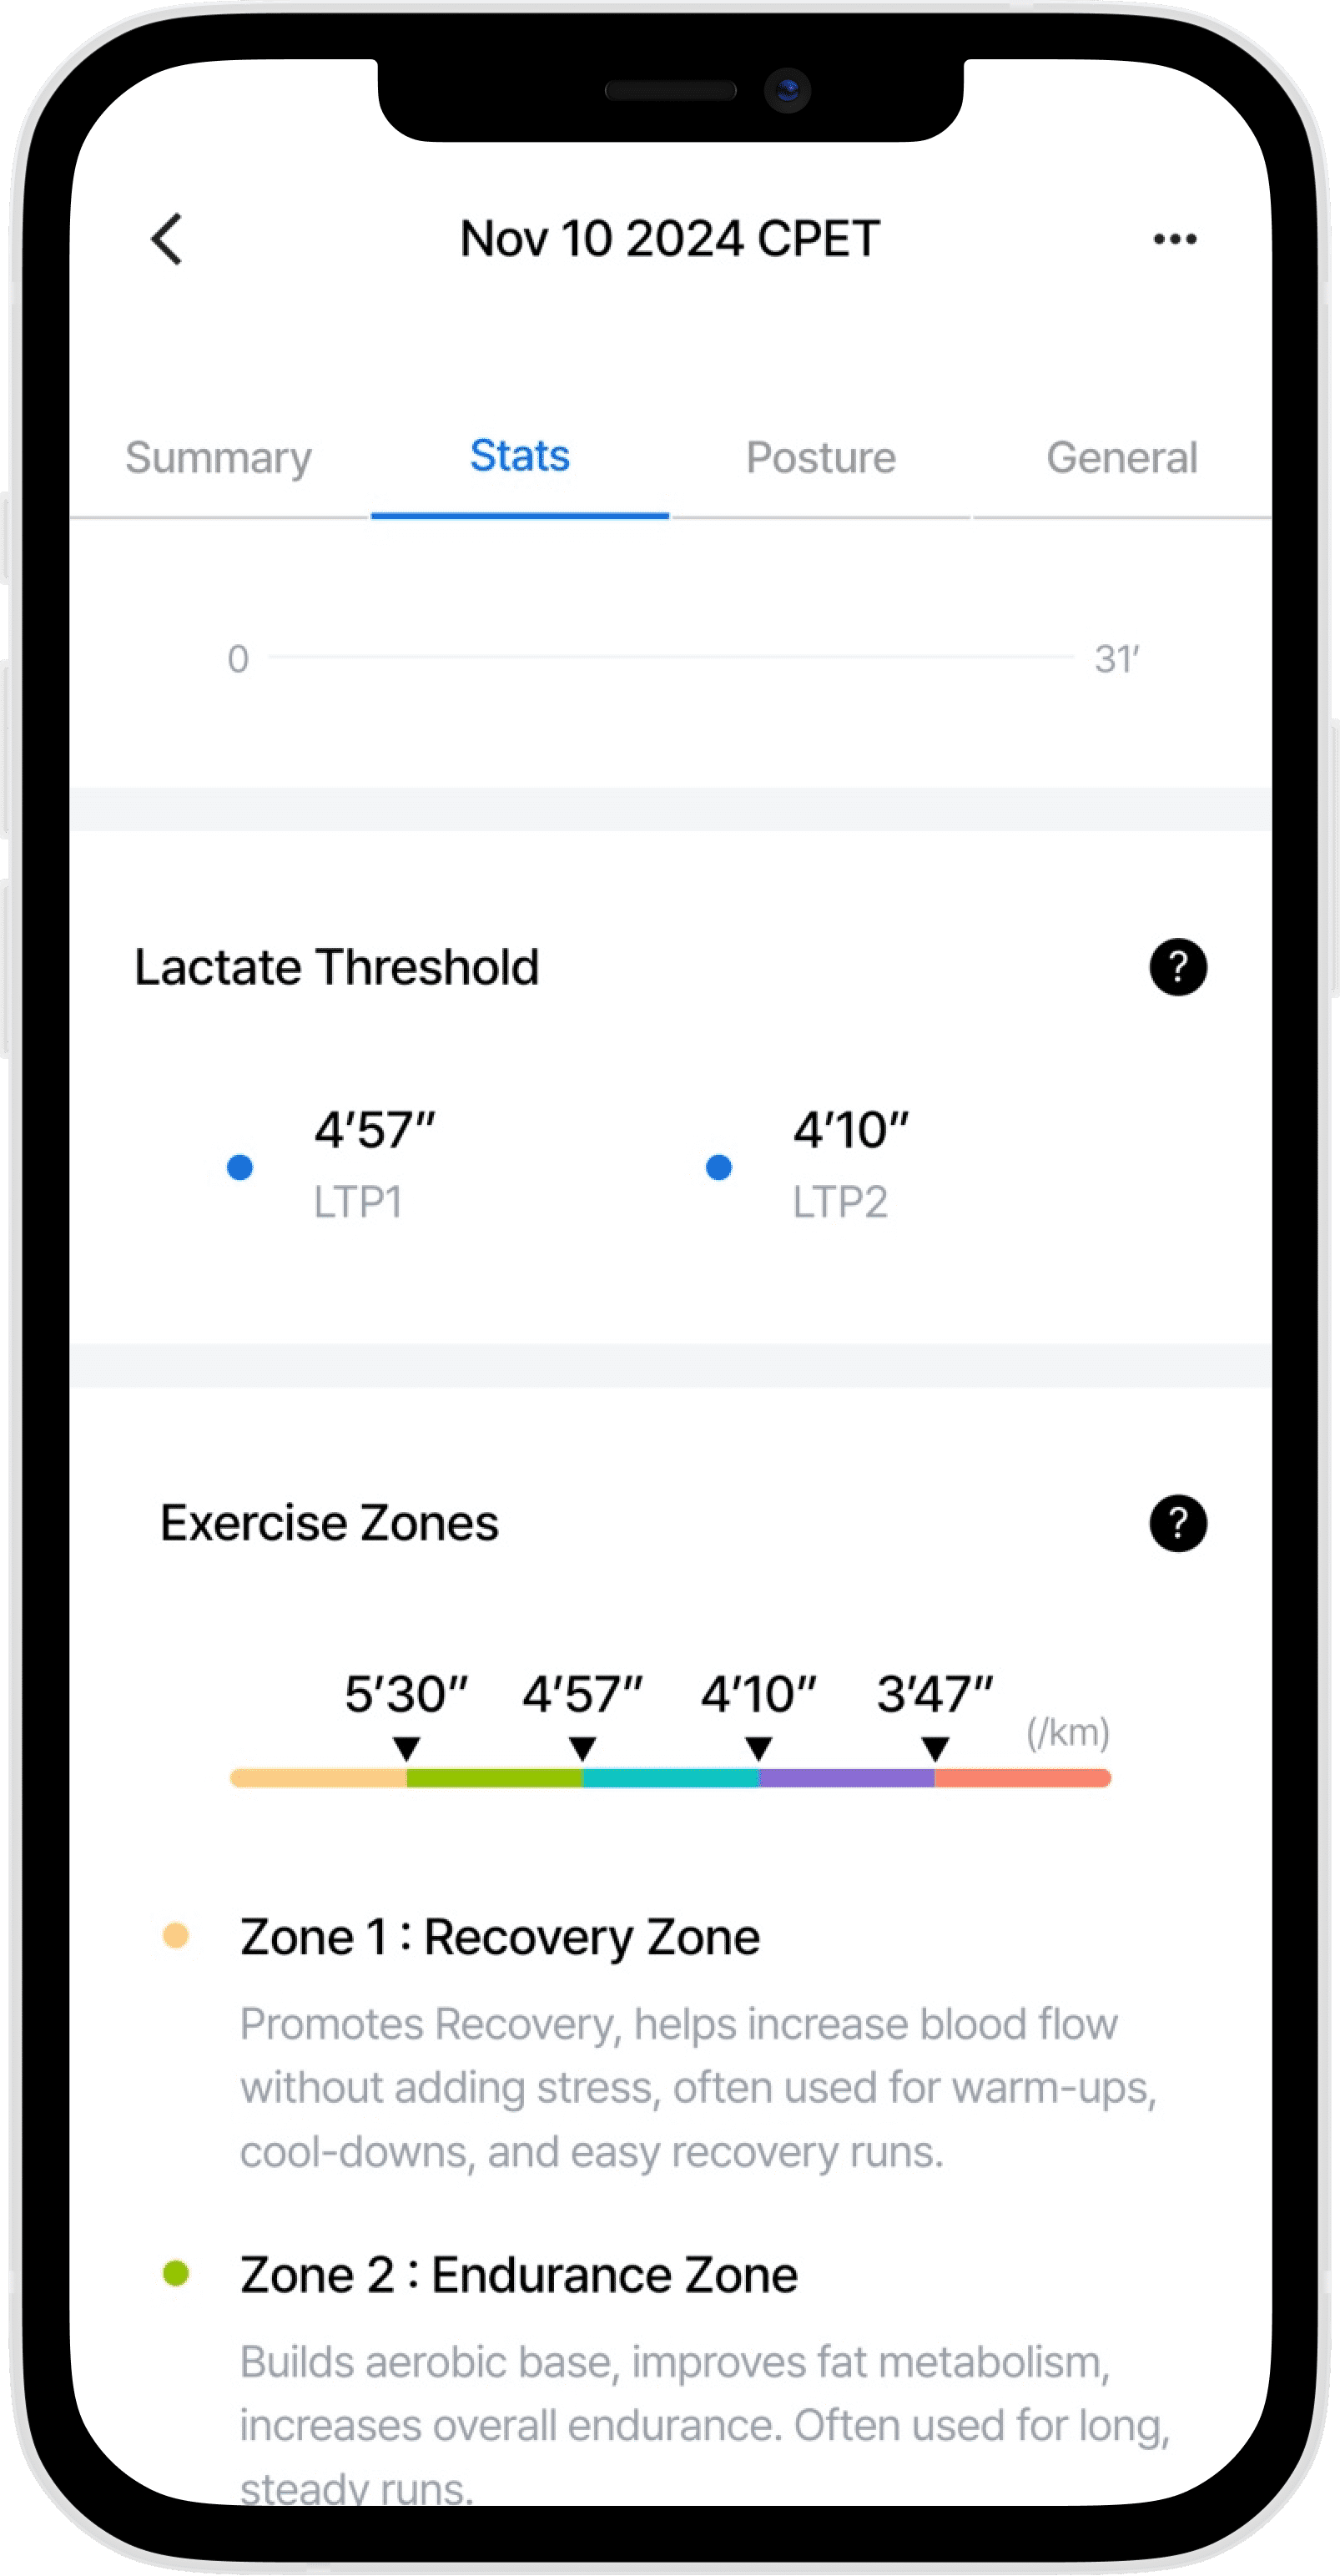 Nov 10 2024 CPET
Summary Stats Posture General
0 31′
Lactate Threshold ?
4′57″ 4′10″
LTP1 LTP2
Exercise Zones ?
5′30″ 4′57″ 4′10″ 3′47″
(/km)
Zone 1 : Recovery Zone
Promotes Recovery, helps increase blood flow
without adding stress, often used for warm-ups,
cool-downs, and easy recovery runs.
Zone 2 : Endurance Zone
Builds aerobic base, improves fat metabolism,
increases overall endurance. Often used for long,
steady runs.